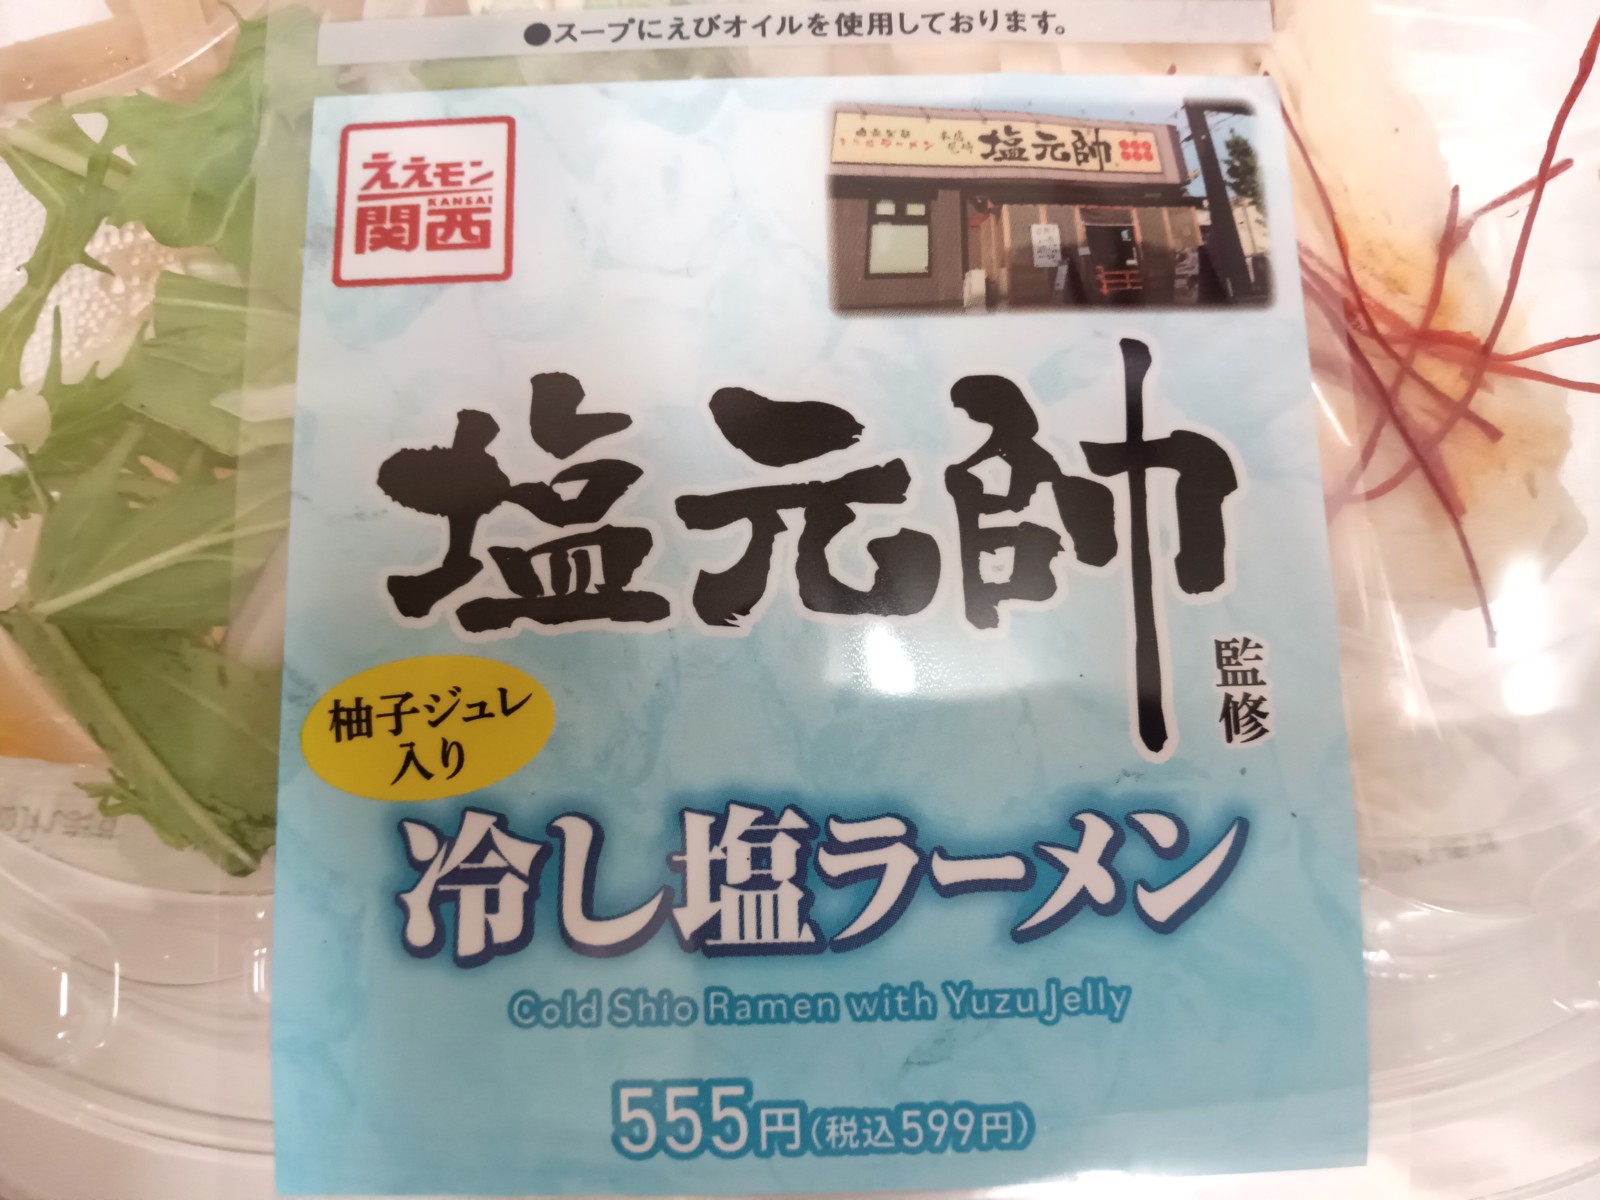 ●スープにえびオイルを使用しております。
ええモン
KANSAI
関西
塩元帥
塩元帥
監修
柚子ジュレ
入り
冷し塩ラーメン
Cold Shio Ramen with Yuzu Jelly
555円(税込599円)